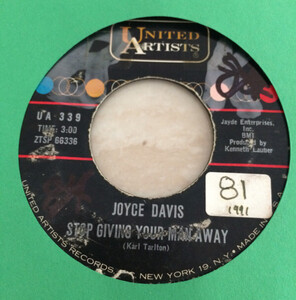 UNITED
ARTISTS
UA 339
TIME: 3:00
ZTSP 66336
Jayde Enterprises,
Inc.
BMI
Produced by
Kenneth Lauber
81
1991
JOYCE DAVIS
STOP GIVING YOUR MAN AWAY
(Karl Tarlton)
UNITED ARTISTS RECORDS, INC. NEW YORK 19, N.Y. MADE IN U.S.A.